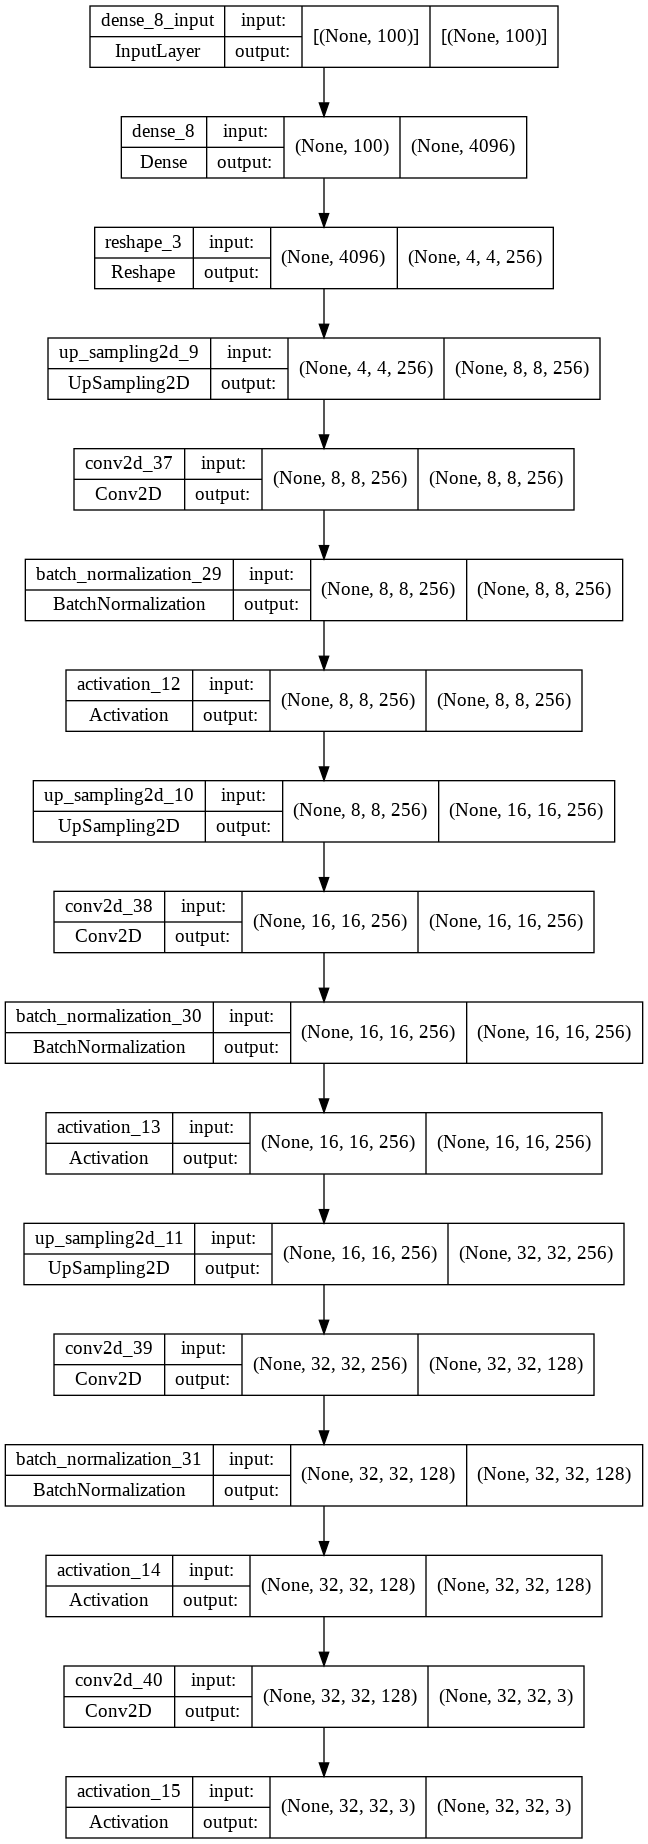 dense_8_input input: [(None, 100)] [(None, 100)]
InputLayer output:
dense_8 input: (None, 100) (None, 4096)
Dense output:
reshape_3 input: (None, 4096) (None, 4, 4, 256)
Reshape output:
up_sampling2d_9 input: (None, 4, 4, 256) (None, 8, 8, 256)
UpSampling2D output:
conv2d_37 input: (None, 8, 8, 256) (None, 8, 8, 256)
Conv2D output:
batch_normalization_29 input: (None, 8, 8, 256) (None, 8, 8, 256)
BatchNormalization output:
activation_12 input: (None, 8, 8, 256) (None, 8, 8, 256)
Activation output:
up_sampling2d_10 input: (None, 8, 8, 256) (None, 16, 16, 256)
UpSampling2D output:
conv2d_38 input: (None, 16, 16, 256) (None, 16, 16, 256)
Conv2D output:
batch_normalization_30 input: (None, 16, 16, 256) (None, 16, 16, 256)
BatchNormalization output:
activation_13 input: (None, 16, 16, 256) (None, 16, 16, 256)
Activation output:
up_sampling2d_11 input: (None, 16, 16, 256) (None, 32, 32, 256)
UpSampling2D output:
conv2d_39 input: (None, 32, 32, 256) (None, 32, 32, 128)
Conv2D output:
batch_normalization_31 input: (None, 32, 32, 128) (None, 32, 32, 128)
BatchNormalization output:
activation_14 input: (None, 32, 32, 128) (None, 32, 32, 128)
Activation output:
conv2d_40 input: (None, 32, 32, 128) (None, 32, 32, 3)
Conv2D output:
activation_15 input: (None, 32, 32, 3) (None, 32, 32, 3)
Activation output: